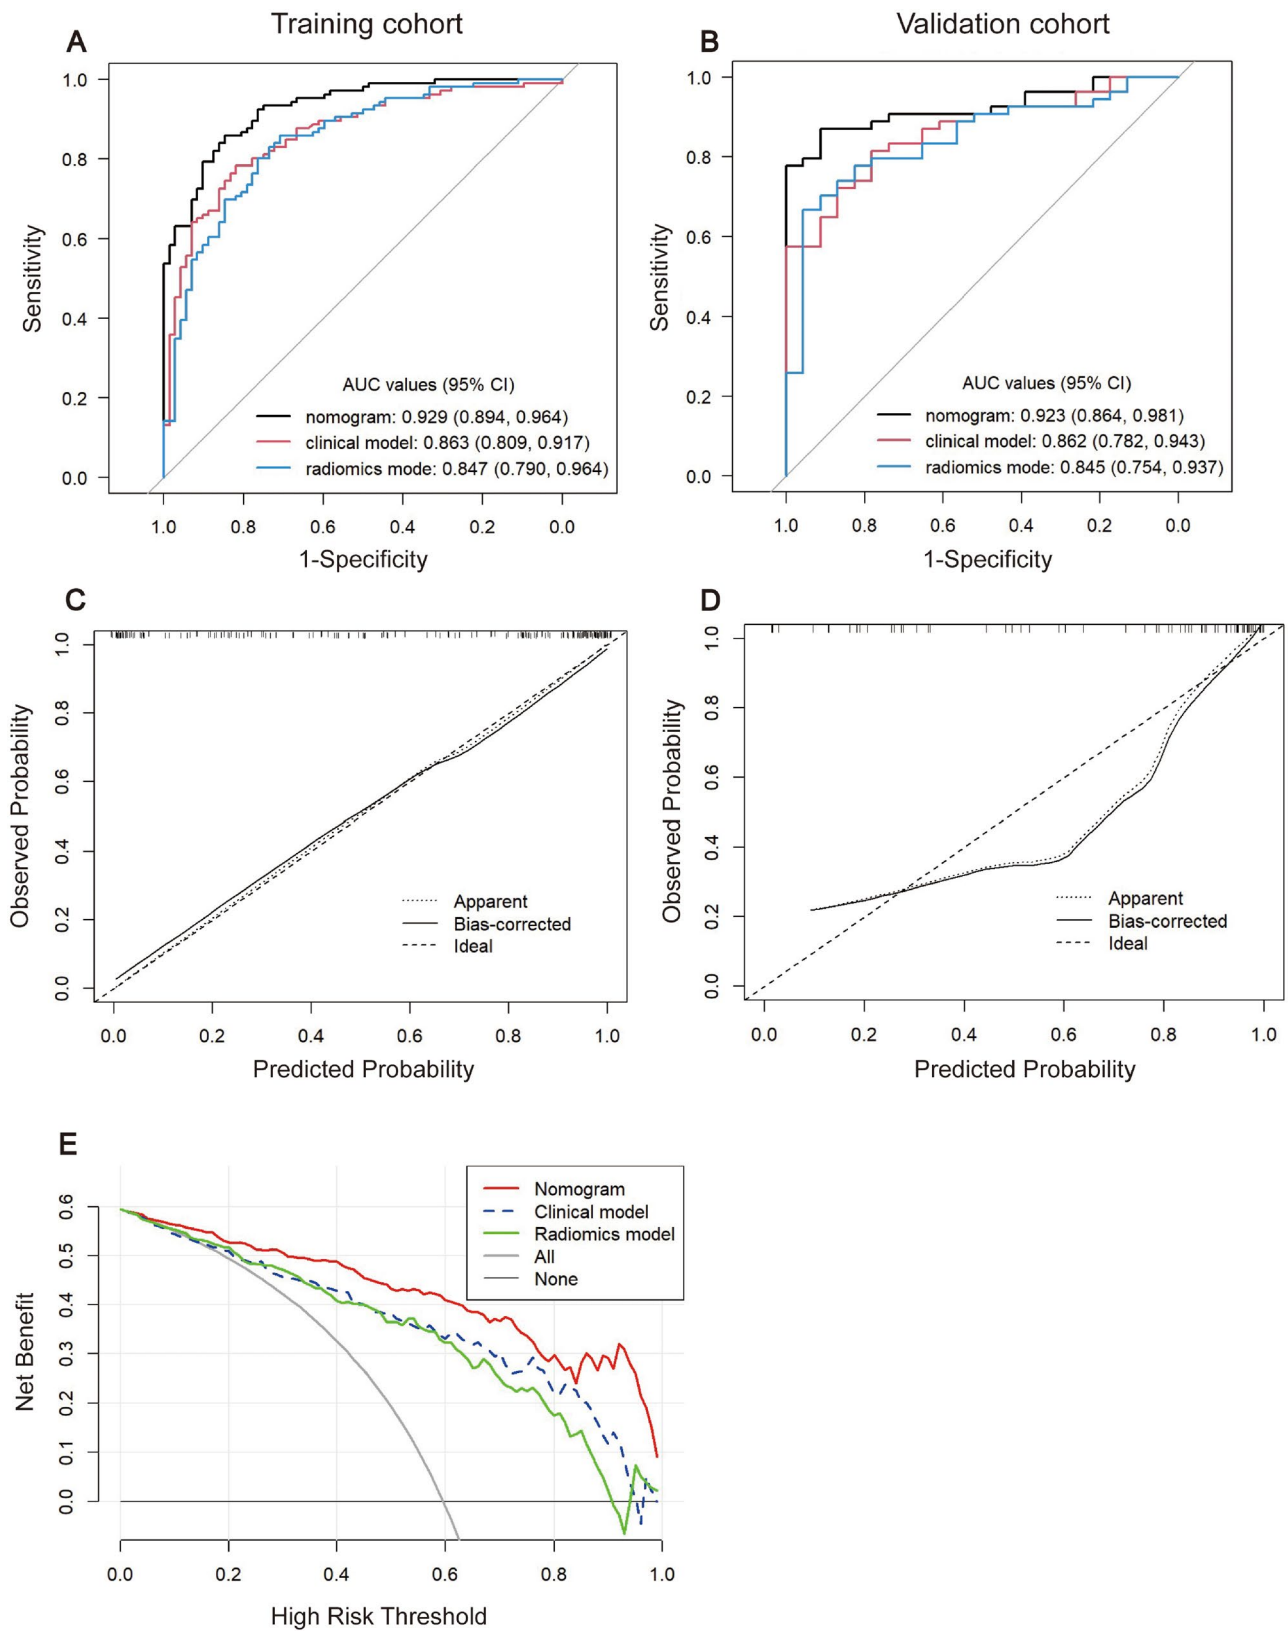 Training cohort
Validation cohort
A
1.0
0.8
0.6
0.4
0.2
0.0
Sensitivity
AUC values (95% CI)
nomogram: 0.929 (0.894, 0.964)
clinical model: 0.863 (0.809, 0.917)
radiomics mode: 0.847 (0.790, 0.964)
1.0 0.8 0.6 0.4 0.2 0.0
1-Specificity
B
1.0
0.8
0.6
0.4
0.2
0.0
Sensitivity
AUC values (95% CI)
nomogram: 0.923 (0.864, 0.981)
clinical model: 0.862 (0.782, 0.943)
radiomics mode: 0.845 (0.754, 0.937)
1.0 0.8 0.6 0.4 0.2 0.0
1-Specificity
C
1.0
0.8
0.6
0.4
0.2
0.0
Observed Probability
Apparent
Bias-corrected
Ideal
0.0 0.2 0.4 0.6 0.8 1.0
Predicted Probability
D
1.0
0.8
0.6
0.4
0.2
0.0
Observed Probability
Apparent
Bias-corrected
Ideal
0.0 0.2 0.4 0.6 0.8 1.0
Predicted Probability
E
0.6
0.5
0.4
0.3
0.2
0.1
0.0
Net Benefit
Nomogram
Clinical model
Radiomics model
All
None
0.0 0.2 0.4 0.6 0.8 1.0
High Risk Threshold